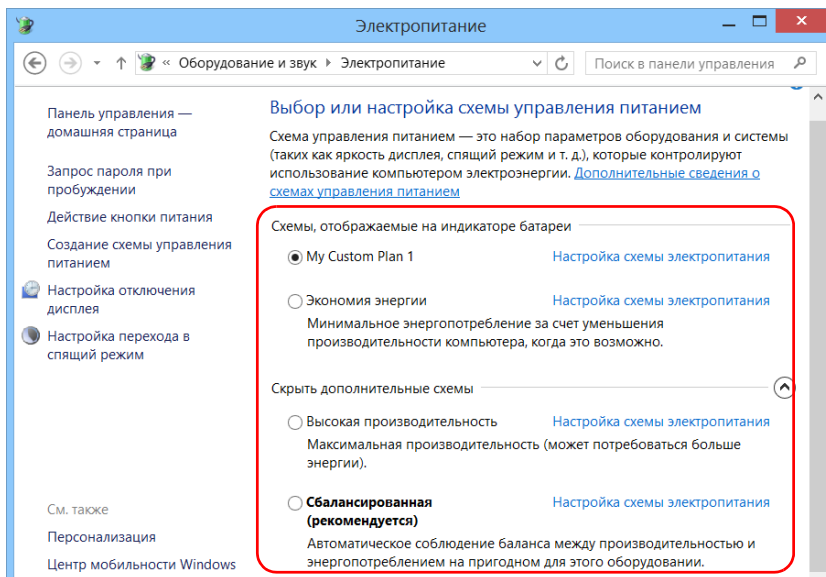 Электропитание
« Оборудование и звук Электропитание
Поиск в панели управления
Панель управления —
домашняя страница
Запрос пароля при
пробуждении
Действие кнопки питания
Создание схемы управления
питанием
Настройка отключения
дисплея
Настройка перехода в
спящий режим
См. также
Персонализация
Центр мобильности Windows
Выбор или настройка схемы управления питанием
Схема управления питанием — это набор параметров оборудования и системы
(таких как яркость дисплея, спящий режим и т. д.), которые контролируют
использование компьютером электроэнергии. Дополнительные сведения о
схемах управления питанием
Схемы, отображаемые на индикаторе батареи
My Custom Plan 1 Настройка схемы электропитания
Экономия энергии Настройка схемы электропитания
Минимальное энергопотребление за счет уменьшения
производительности компьютера, когда это возможно.
Скрыть дополнительные схемы
Высокая производительность Настройка схемы электропитания
Максимальная производительность (может потребоваться больше
энергии).
Сбалансированная Настройка схемы электропитания
(рекомендуется)
Автоматическое соблюдение баланса между производительностью и
энергопотреблением на пригодном для этого оборудовании.